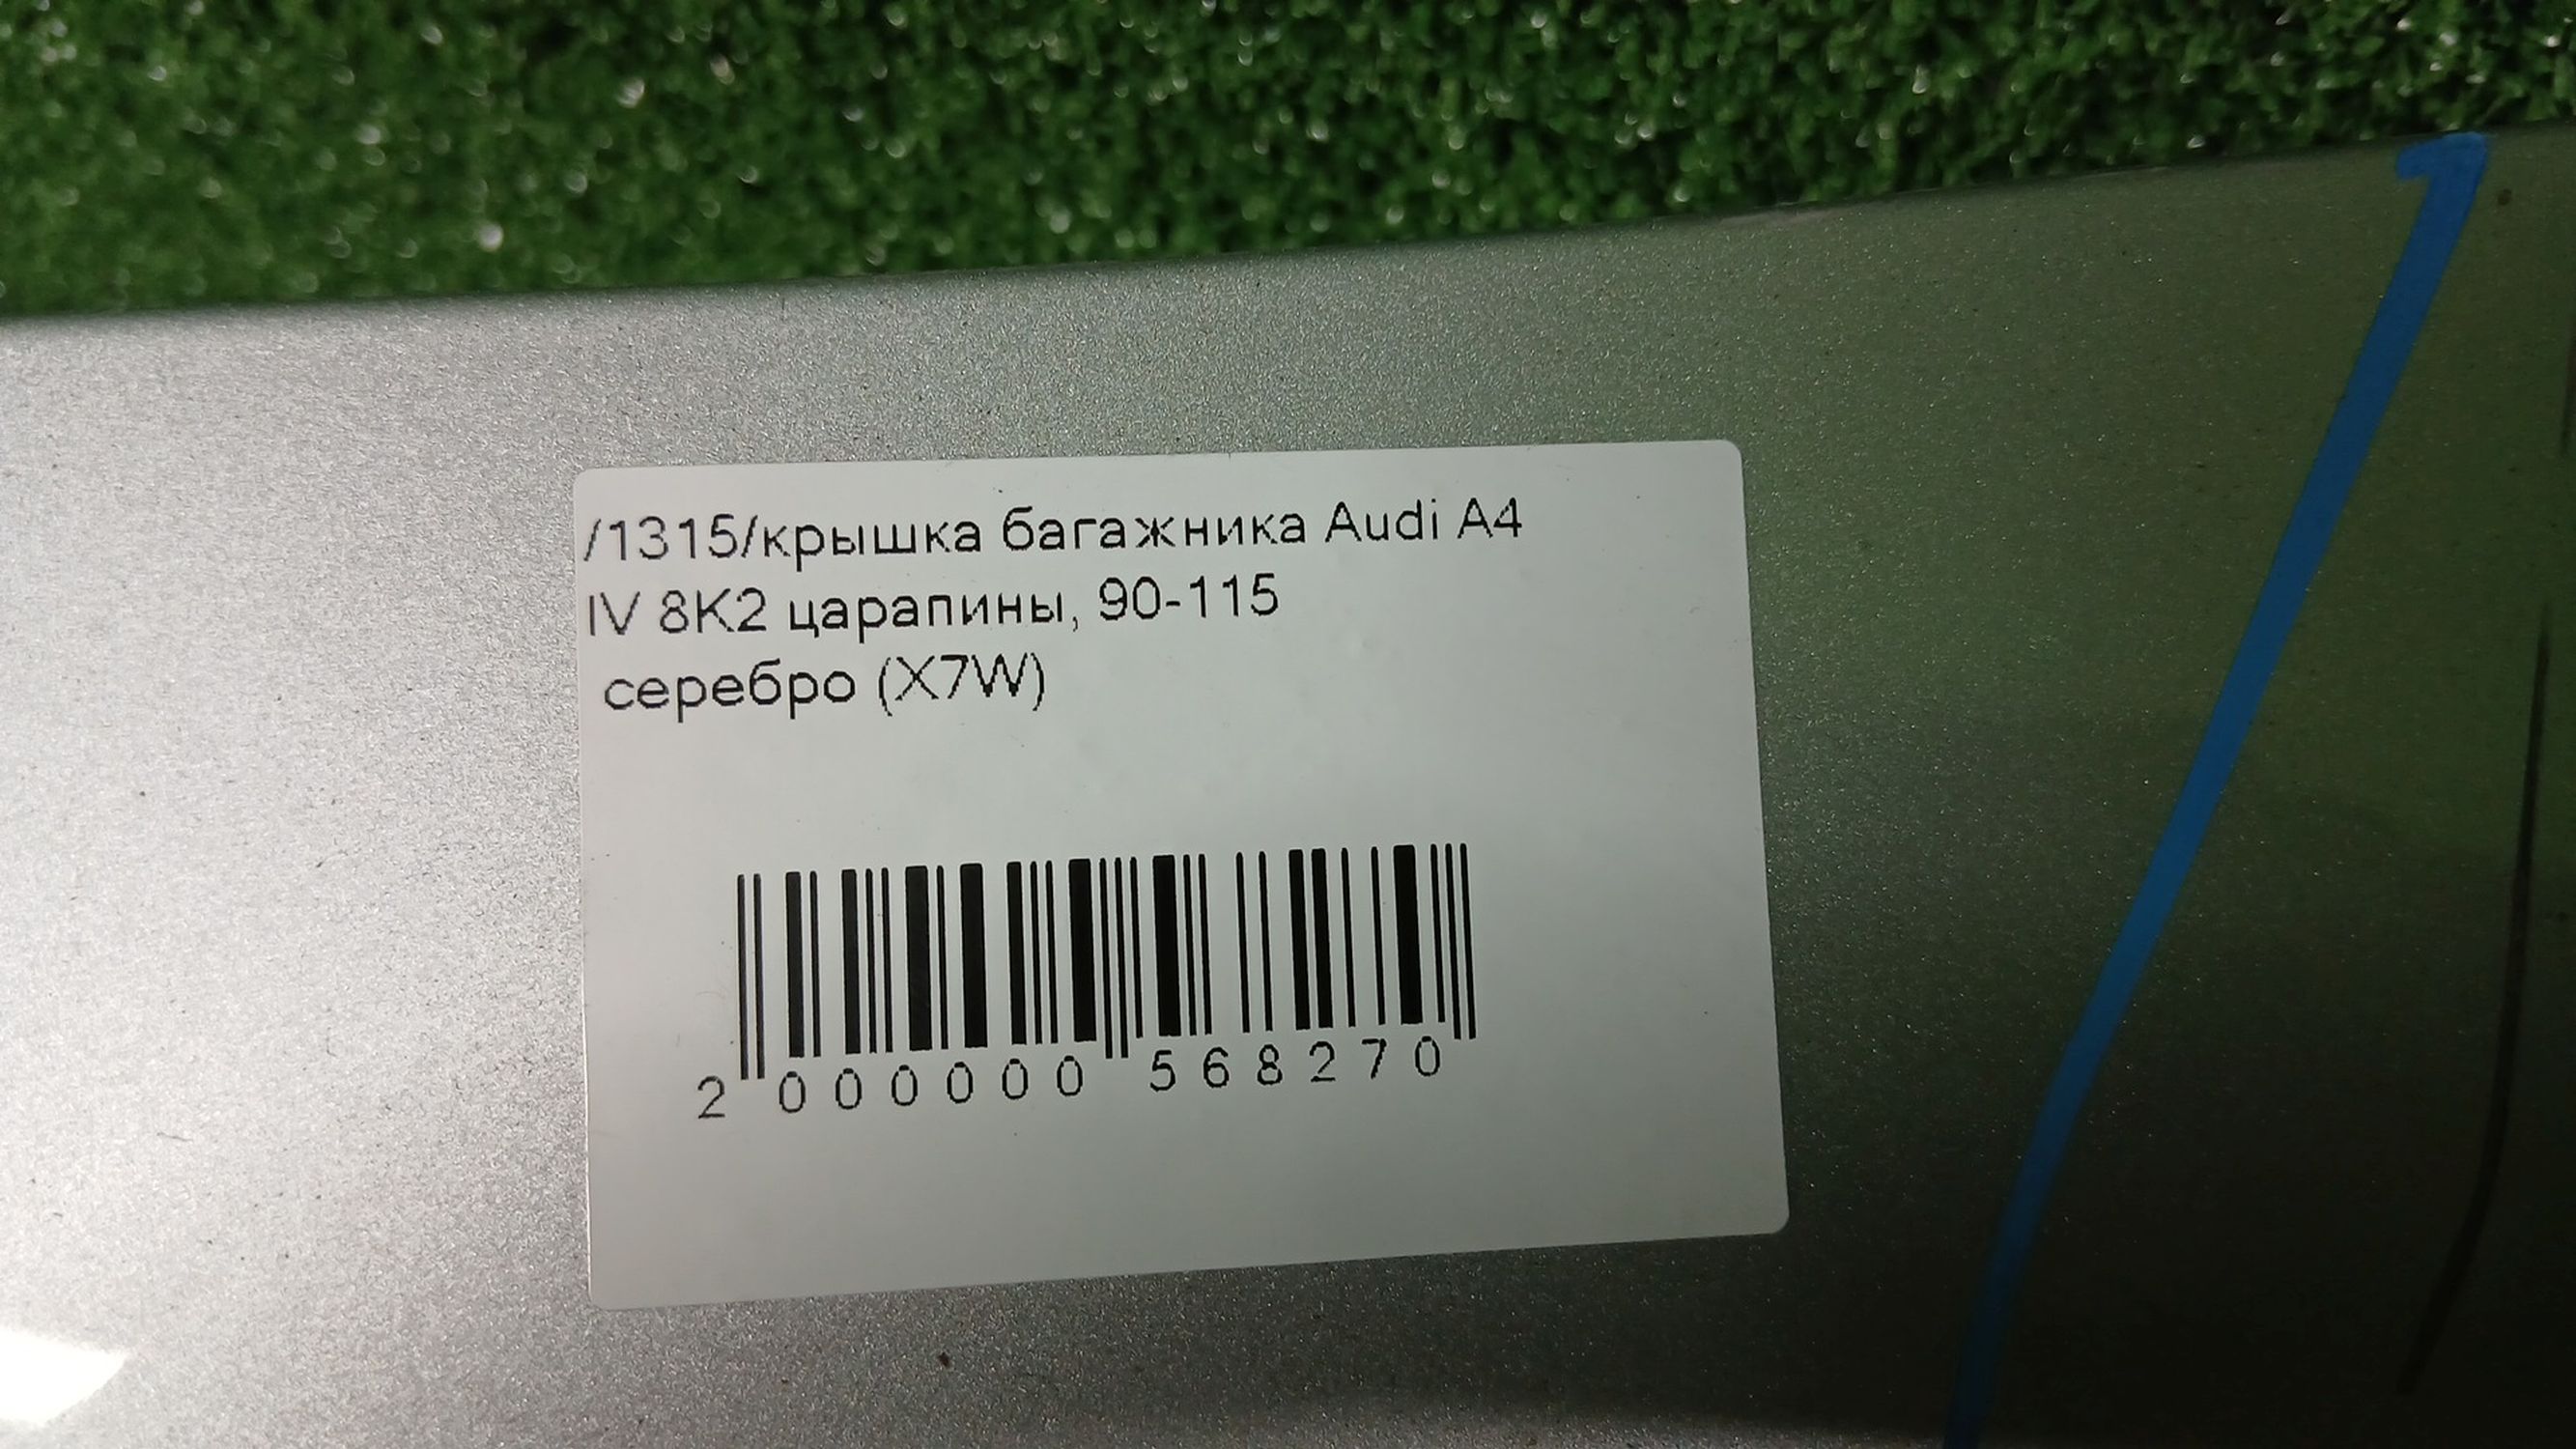 /1315/крышка багажника Audi A4
IV 8K2 царапины, 90-115
серебро (X7W)
2 000000 568270